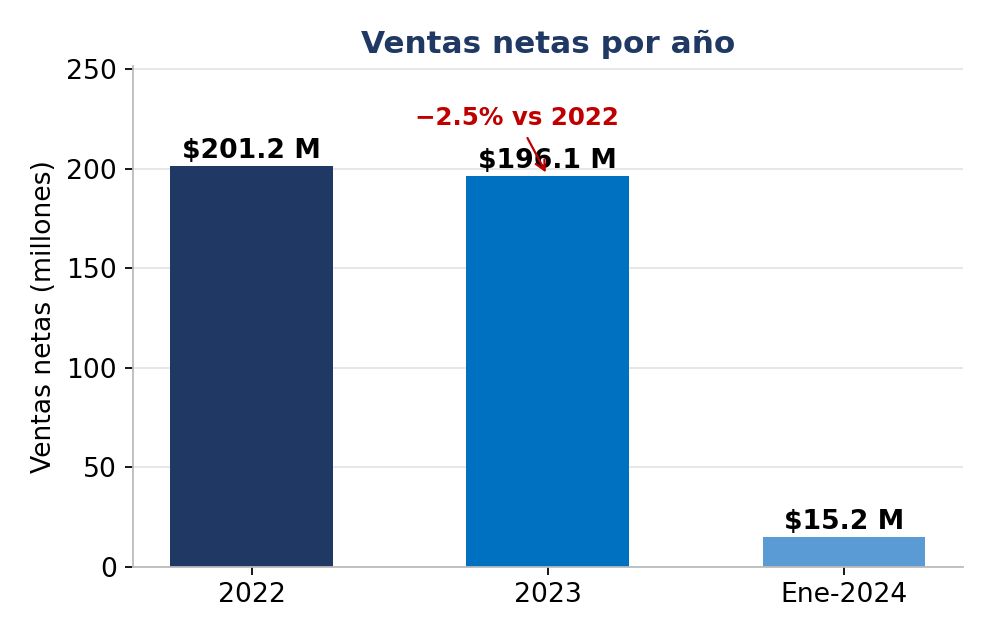 Ventas netas por año
Ventas netas (millones)
250
200
150
100
50
0
−2.5% vs 2022
$201.2 M
$196.1 M
$15.2 M
2022
2023
Ene-2024